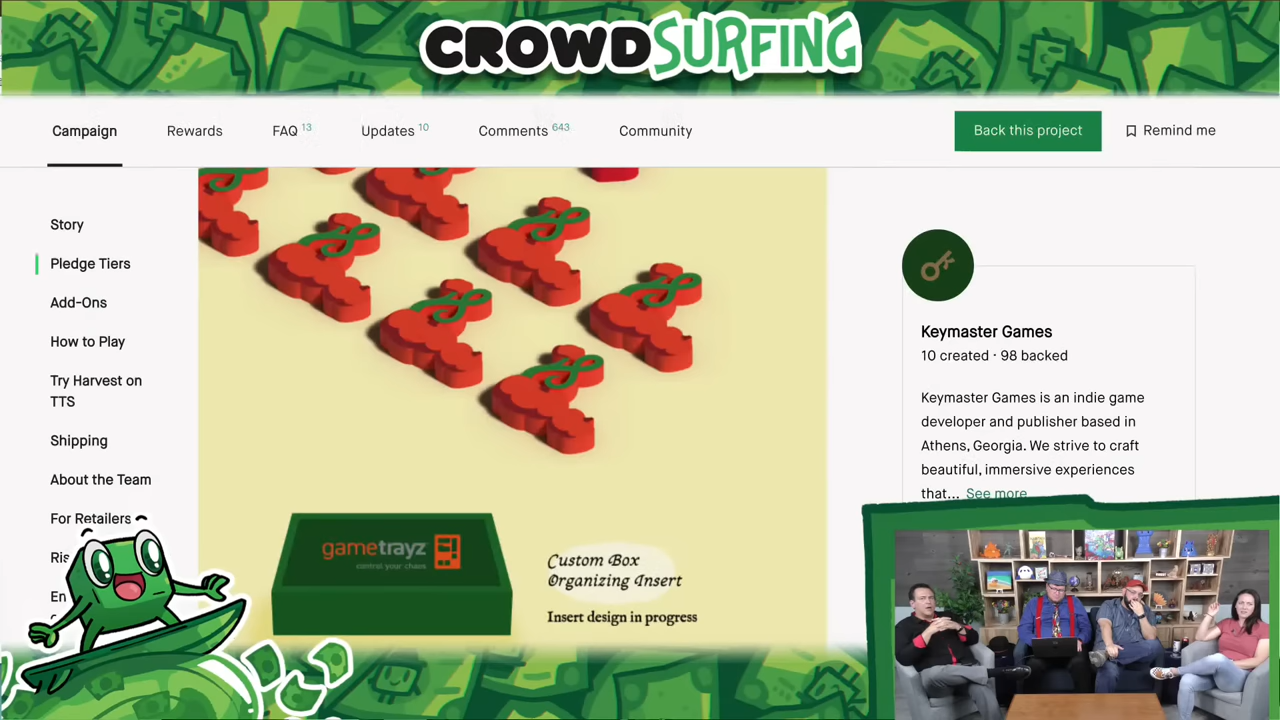 CROWDSURFING
Campaign
Rewards
FAQ 13
Updates 10
Comments 643
Community
Back this project
Remind me
Story
Pledge Tiers
Add-Ons
How to Play
Try Harvest on
TTS
Shipping
About the Team
For Retailers
Ris
En
gametrayz
control your chaos
Custom Box
Organizing Insert
Insert design in progress
Keymaster Games
10 created · 98 backed
Keymaster Games is an indie game
developer and publisher based in
Athens, Georgia. We strive to craft
beautiful, immersive experiences
that... See more